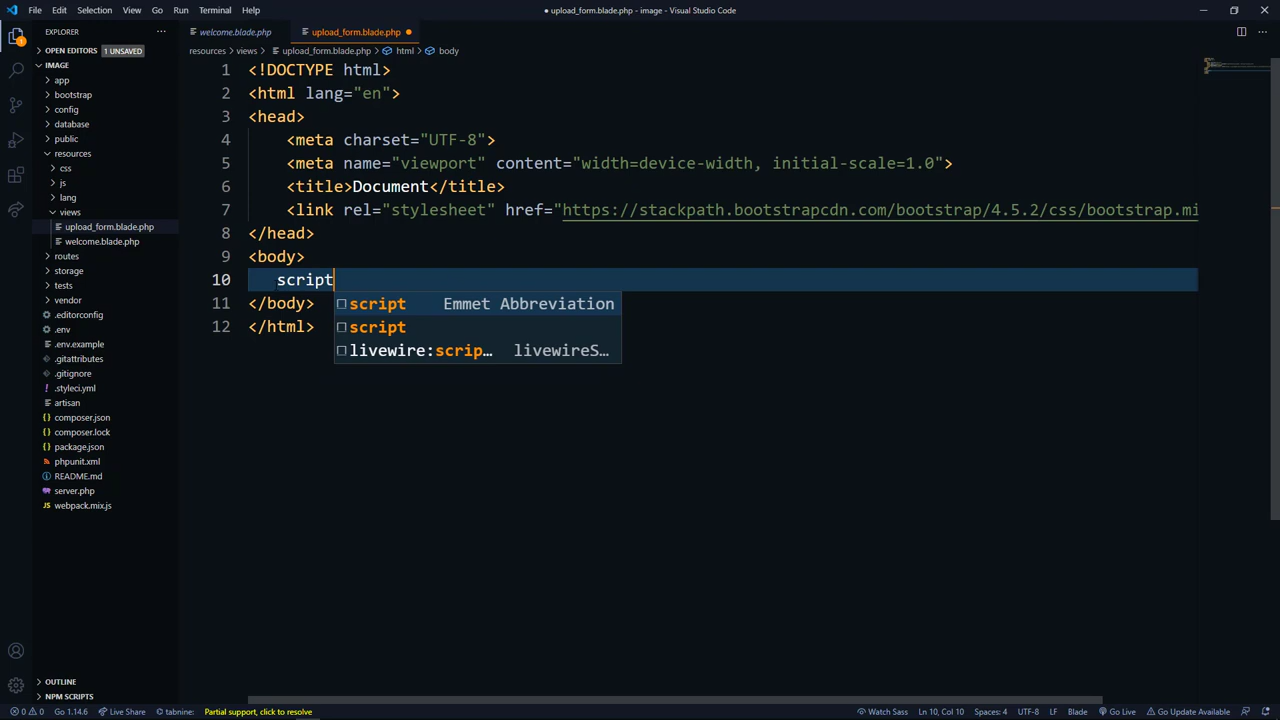 File Edit Selection View Go Run Terminal Help
● upload_form.blade.php - image - Visual Studio Code
EXPLORER
OPEN EDITORS 1 UNSAVED
IMAGE
app
bootstrap
config
database
public
resources
css
js
lang
views
upload_form.blade.php
welcome.blade.php
routes
storage
tests
vendor
.editorconfig
.env
.env.example
.gitattributes
.gitignore
.styleci.yml
artisan
composer.json
composer.lock
package.json
phpunit.xml
README.md
server.php
webpack.mix.js
OUTLINE
NPM SCRIPTS
welcome.blade.php upload_form.blade.php
resources > views > upload_form.blade.php > html > body
1 <!DOCTYPE html>
2 <html lang="en">
3 <head>
4 <meta charset="UTF-8">
5 <meta name="viewport" content="width=device-width, initial-scale=1.0">
6 <title>Document</title>
7 <link rel="stylesheet" href="https://stackpath.bootstrapcdn.com/bootstrap/4.5.2/css/bootstrap.mi
8 </head>
9 <body>
10 script
11 </body>
12 </html>
script Emmet Abbreviation
script
livewire:scrip… livewireS…
0 0 Go 1.14.6 Live Share tabnine: Partial support, click to resolve
Watch Sass Ln 10, Col 10 Spaces: 4 UTF-8 LF Blade Go Live Go Update Available